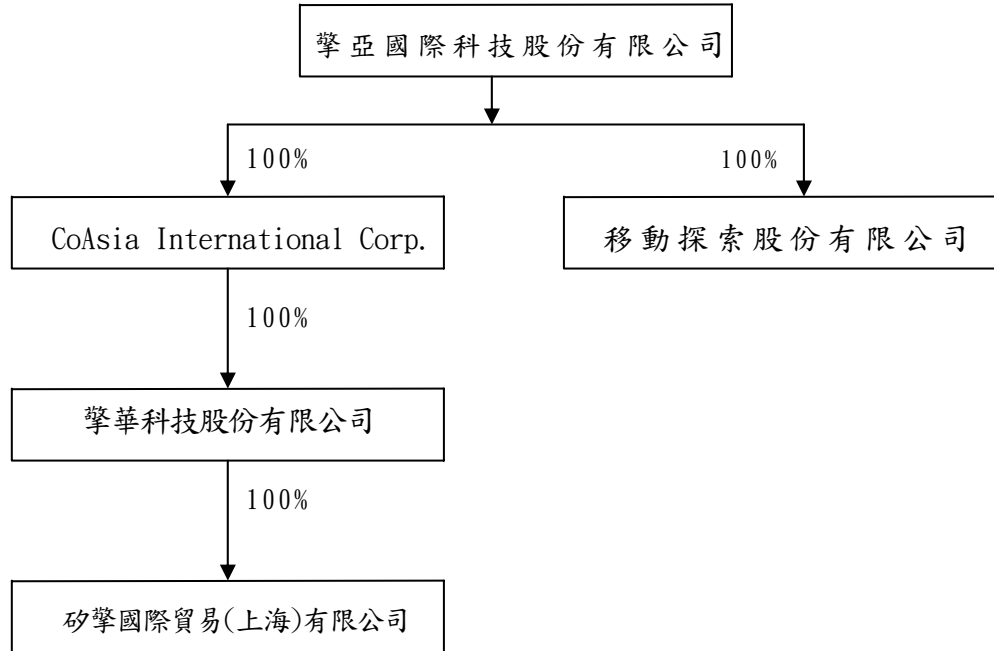 擎亞國際科技股份有限公司
100%
100%
CoAsia International Corp.
移動探索股份有限公司
100%
擎華科技股份有限公司
100%
矽擎國際貿易(上海)有限公司